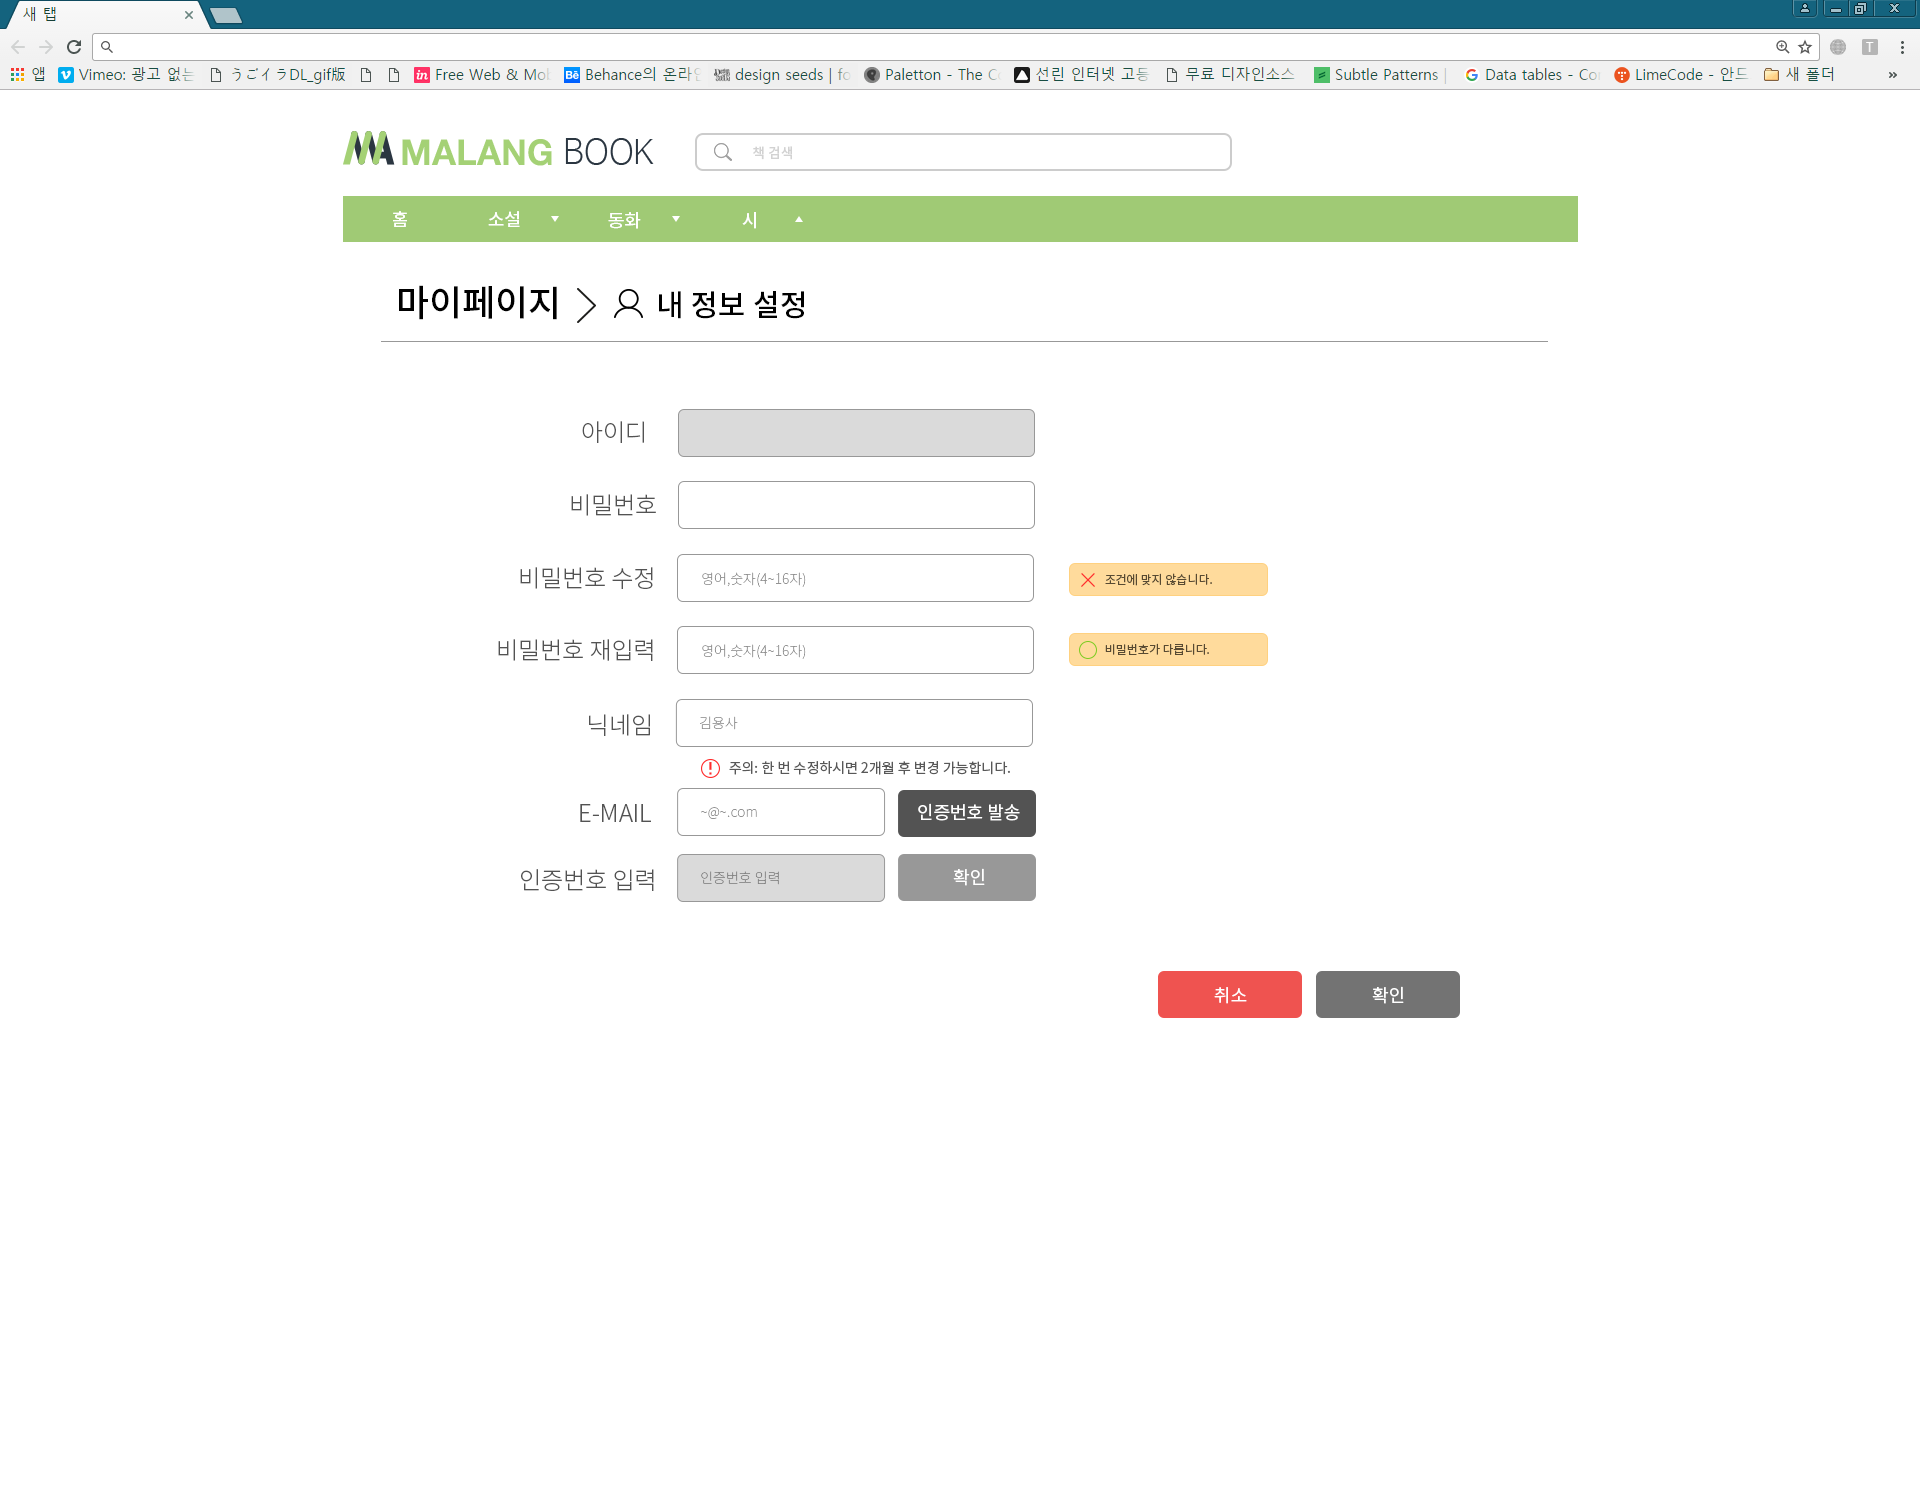 새 탭
앱 Vimeo: 광고 없는 うごイラDL_gif版 Free Web & Mob Behance의 온라인 design seeds | fo Paletton - The Co 선린 인터넷 고등 무료 디자인소스 Subtle Patterns | Data tables - Co LimeCode - 안드 새 폴더 »
MALANG BOOK
책 검색
홈 소설 동화 시
마이페이지 내 정보 설정
아이디
비밀번호
비밀번호 수정 영어,숫자(4~16자) 조건에 맞지 않습니다.
비밀번호 재입력 영어,숫자(4~16자) 비밀번호가 다릅니다.
닉네임 김용사
주의: 한 번 수정하시면 2개월 후 변경 가능합니다.
E-MAIL ~@~.com 인증번호 발송
인증번호 입력 인증번호 입력 확인
취소 확인